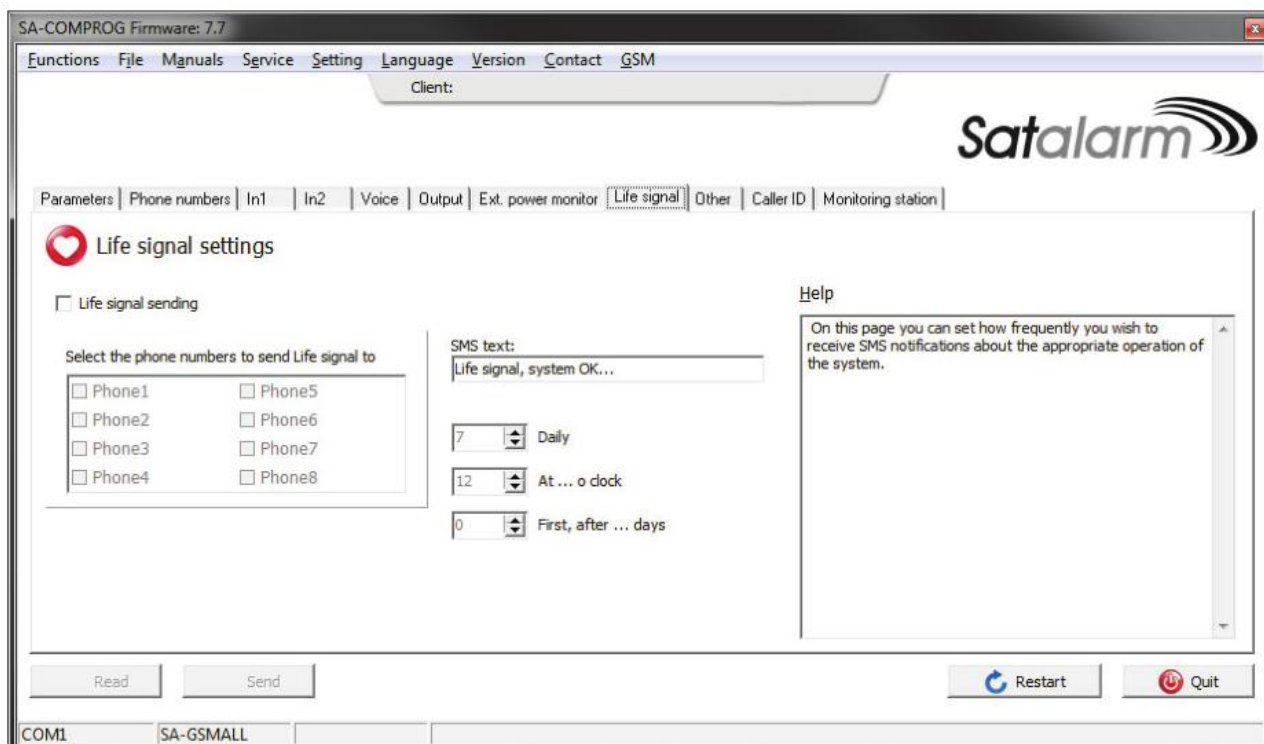 SA-COMPROG Firmware: 7.7
Functions File Manuals Service Setting Language Version Contact GSM
Client:
Satalarm
Parameters Phone numbers In1 In2 Voice Output Ext. power monitor Life signal Other Caller ID Monitoring station
Life signal settings
Life signal sending
Select the phone numbers to send Life signal to
Phone1 Phone5
Phone2 Phone6
Phone3 Phone7
Phone4 Phone8
SMS text:
Life signal, system OK...
7 Daily
12 At ... o clock
0 First, after ... days
Help
On this page you can set how frequently you wish to
receive SMS notifications about the appropriate operation of
the system.
Read Send Restart Quit
COM1 SA-GSMALL